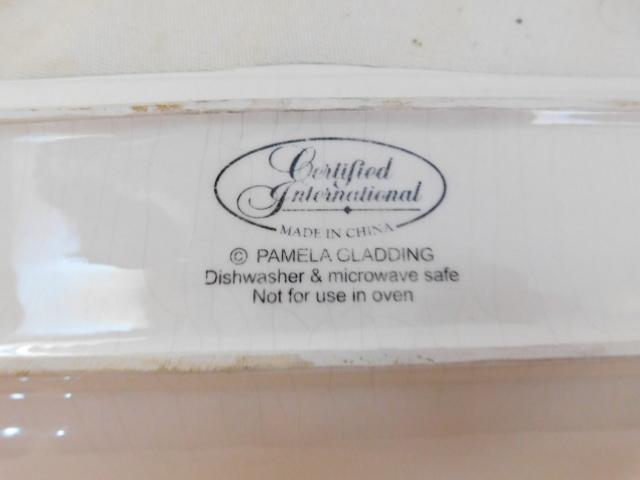 Certified
International
MADE IN CHINA
© PAMELA GLADDING
Dishwasher & microwave safe
Not for use in oven